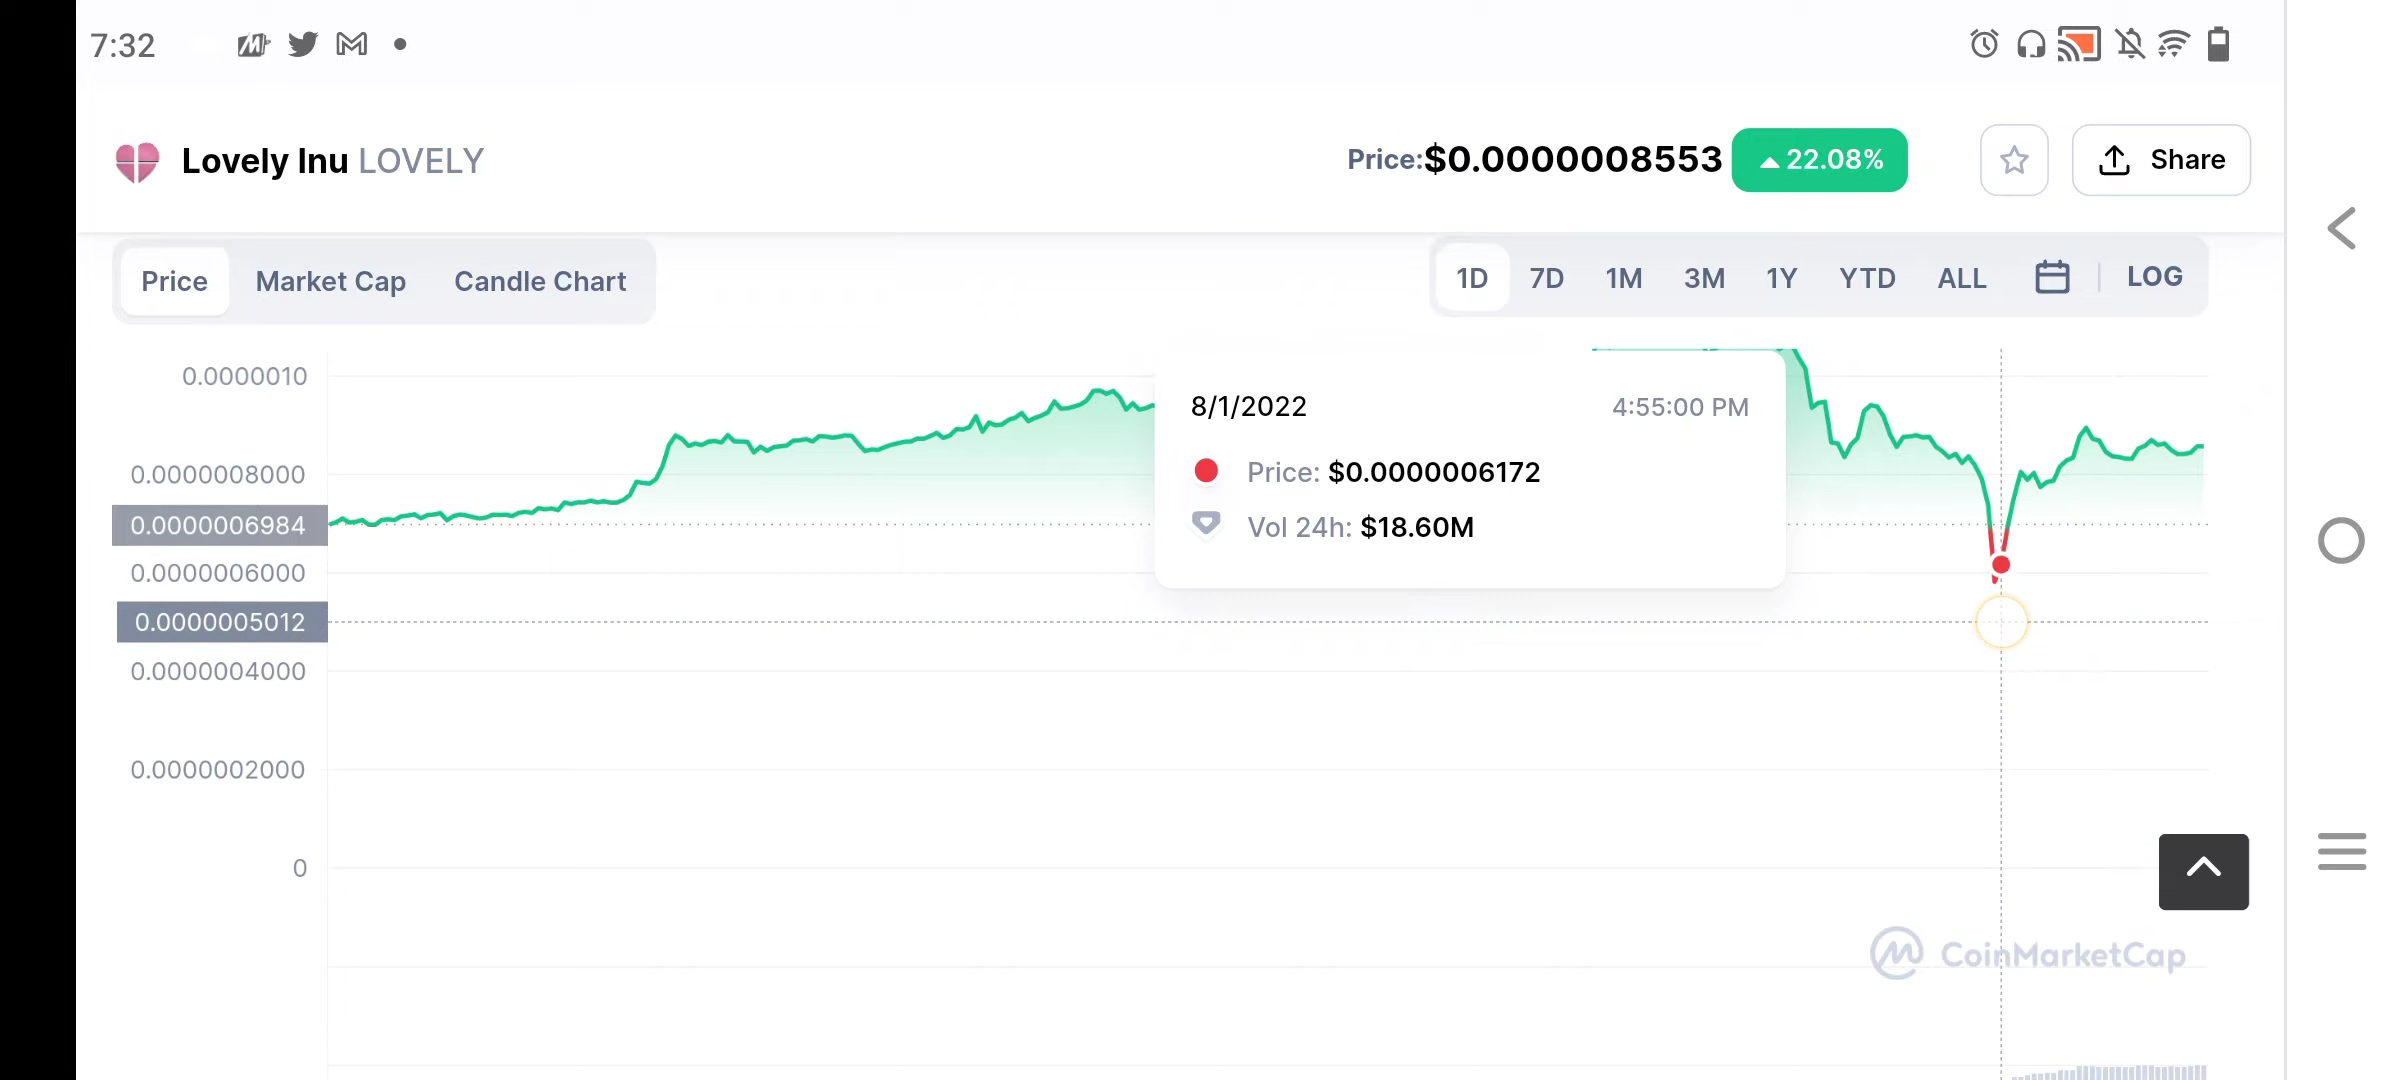 7:32
Lovely Inu LOVELY
Price:$0.0000008553 22.08%
Share
Price Market Cap Candle Chart
1D 7D 1M 3M 1Y YTD ALL LOG
0.0000010
0.0000008000
0.0000006984
0.0000006000
0.0000005012
0.0000004000
0.0000002000
0
8/1/2022 4:55:00 PM
Price: $0.0000006172
Vol 24h: $18.60M
CoinMarketCap